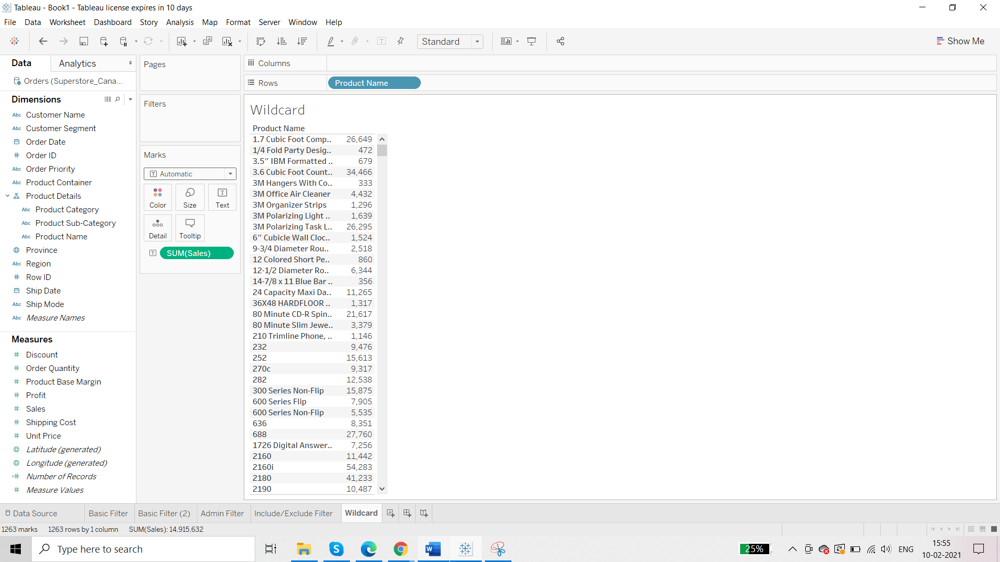 Tableau - Book1 - Tableau license expires in 10 days
File Data Worksheet Dashboard Story Analysis Map Format Server Window Help
Standard
Show Me
Data Analytics
Orders (Superstore_Cana...
Dimensions
Abc Customer Name
Abc Customer Segment
Order Date
# Order ID
Abc Order Priority
Abc Product Container
Product Details
Abc Product Category
Abc Product Sub-Category
Abc Product Name
Province
Abc Region
# Row ID
Ship Date
Abc Ship Mode
Abc Measure Names
Measures
# Discount
# Order Quantity
# Product Base Margin
# Profit
# Sales
# Shipping Cost
# Unit Price
Latitude (generated)
Longitude (generated)
=# Number of Records
# Measure Values
Pages
Filters
Marks
T Automatic
Color Size T Text
Detail Tooltip
T SUM(Sales)
Columns
Rows Product Name
Wildcard
Product Name
1.7 Cubic Foot Comp.. 26,649
1/4 Fold Party Desig.. 472
3.5” IBM Formatted .. 679
3.6 Cubic Foot Count.. 34,466
3M Hangers With Co.. 333
3M Office Air Cleaner 4,432
3M Organizer Strips 1,296
3M Polarizing Light .. 1,639
3M Polarizing Task L.. 26,295
6” Cubicle Wall Cloc.. 1,524
9-3/4 Diameter Rou.. 2,518
12 Colored Short Pe.. 860
12-1/2 Diameter Ro.. 6,344
14-7/8 x 11 Blue Bar .. 356
24 Capacity Maxi Da.. 11,265
36X48 HARDFLOOR .. 1,317
80 Minute CD-R Spin.. 21,617
80 Minute Slim Jewe.. 3,379
210 Trimline Phone, .. 1,146
232 9,476
252 15,613
270c 9,317
282 12,538
300 Series Non-Flip 15,875
600 Series Flip 7,905
600 Series Non-Flip 5,535
636 8,351
688 27,760
1726 Digital Answer.. 7,256
2160 11,442
2160i 54,283
2180 41,233
2190 10,487
Data Source Basic Filter Basic Filter (2) Admin Filter Include/Exclude Filter Wildcard
1263 marks 1263 rows by 1 column SUM(Sales): 14,915,632
Type here to search
25%
ENG
15:55
10-02-2021